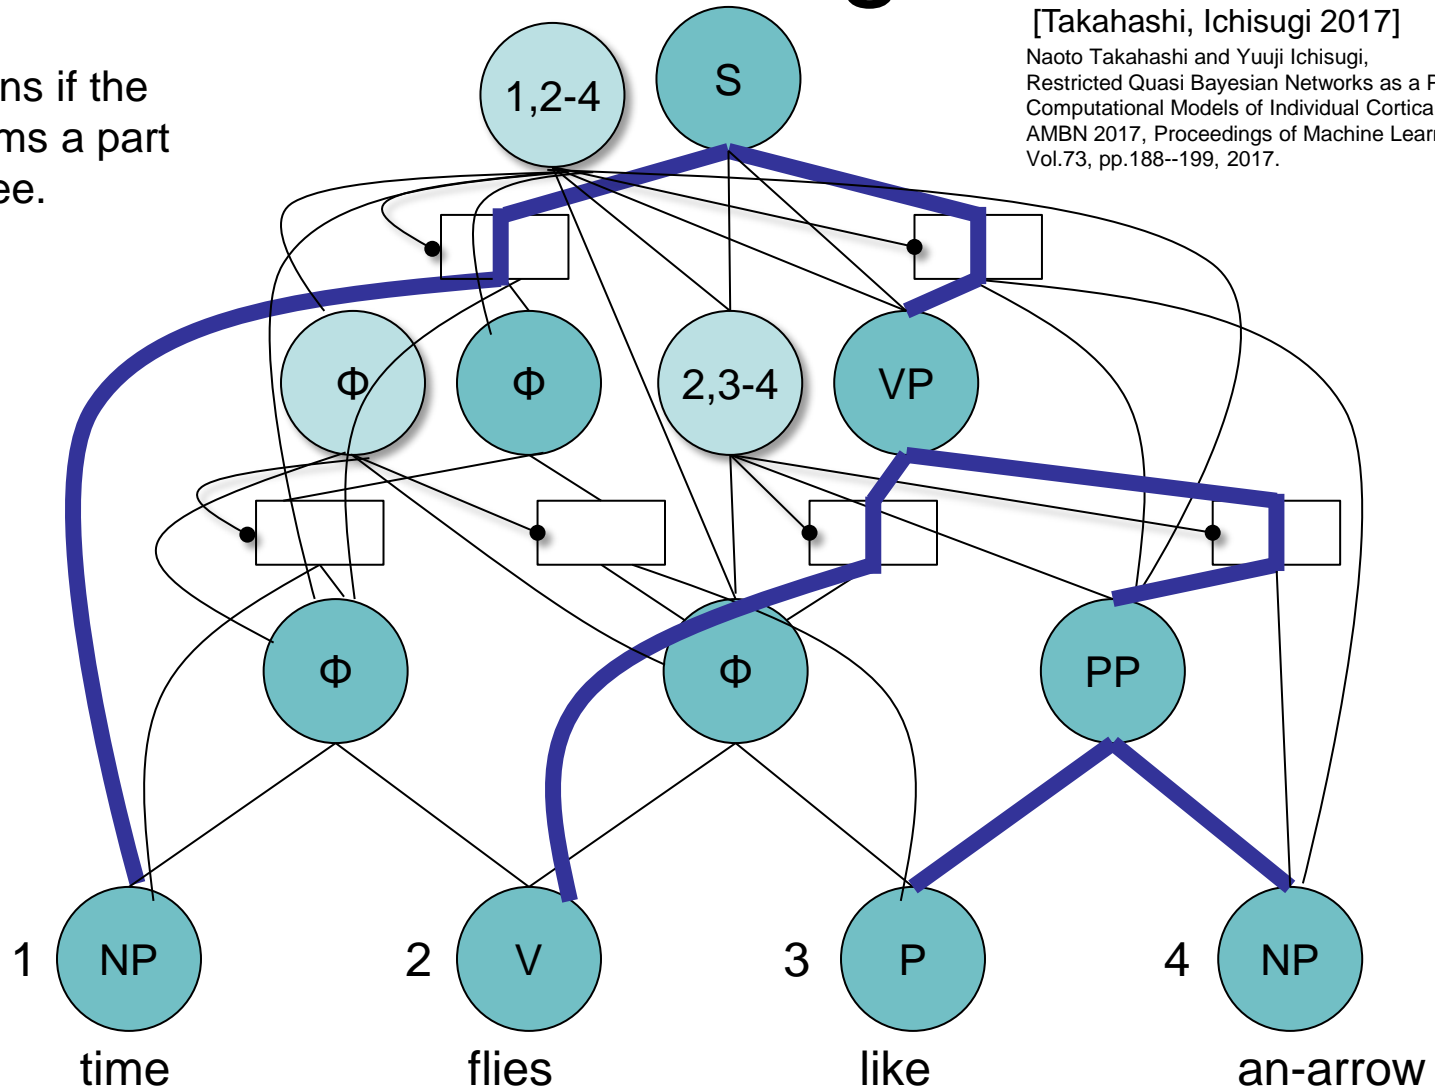 g
[Takahashi, Ichisugi 2017]
Naoto Takahashi and Yuuji Ichisugi,
Restricted Quasi Bayesian Networks as a P
Computational Models of Individual Cortica
AMBN 2017, Proceedings of Machine Learn
Vol.73, pp.188--199, 2017.
ns if the
ms a part
ee.
1,2-4 S
Φ Φ 2,3-4 VP
Φ Φ PP
1 NP 2 V 3 P 4 NP
time flies like an-arrow